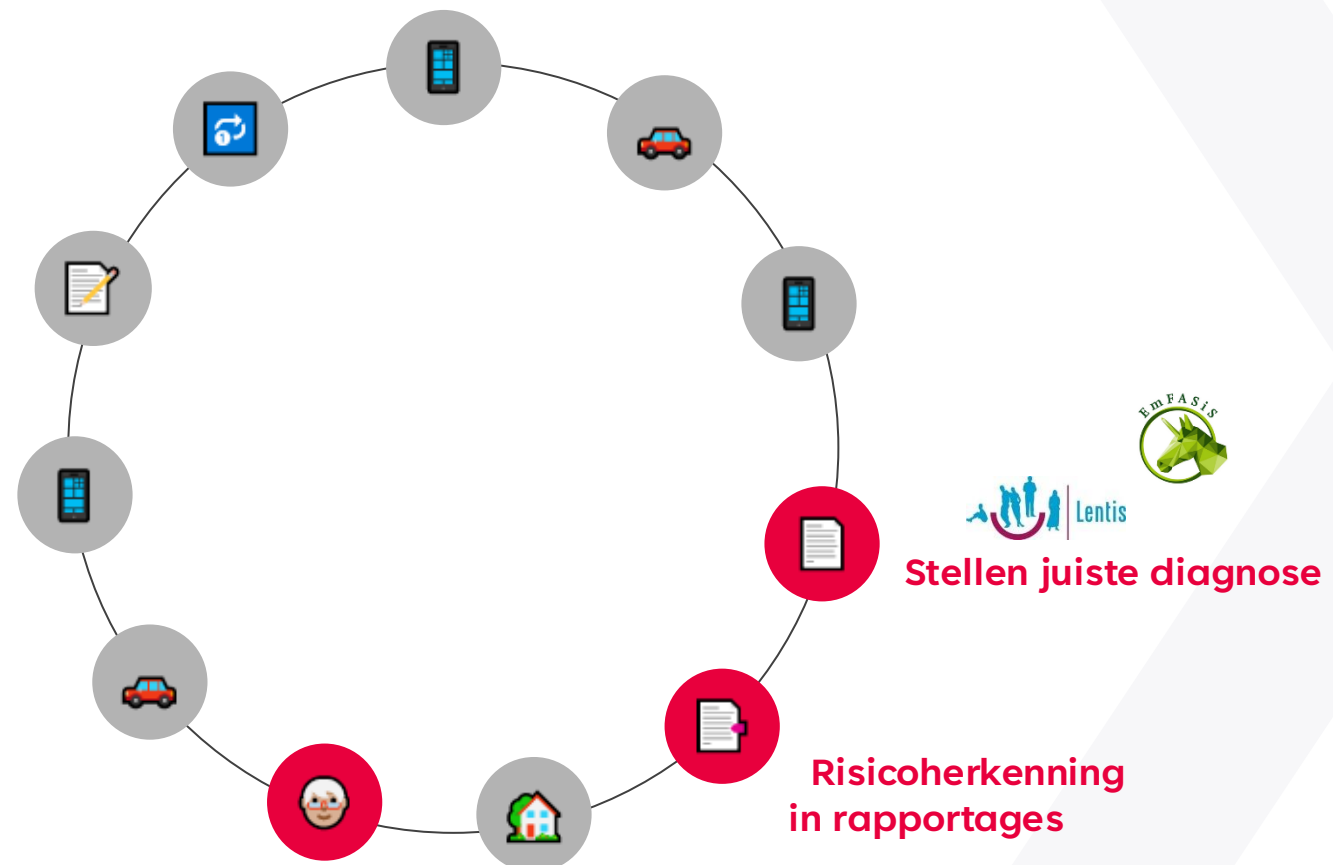 EmFASiS
Lentis
Stellen juiste diagnose
Risicoherkenning
in rapportages